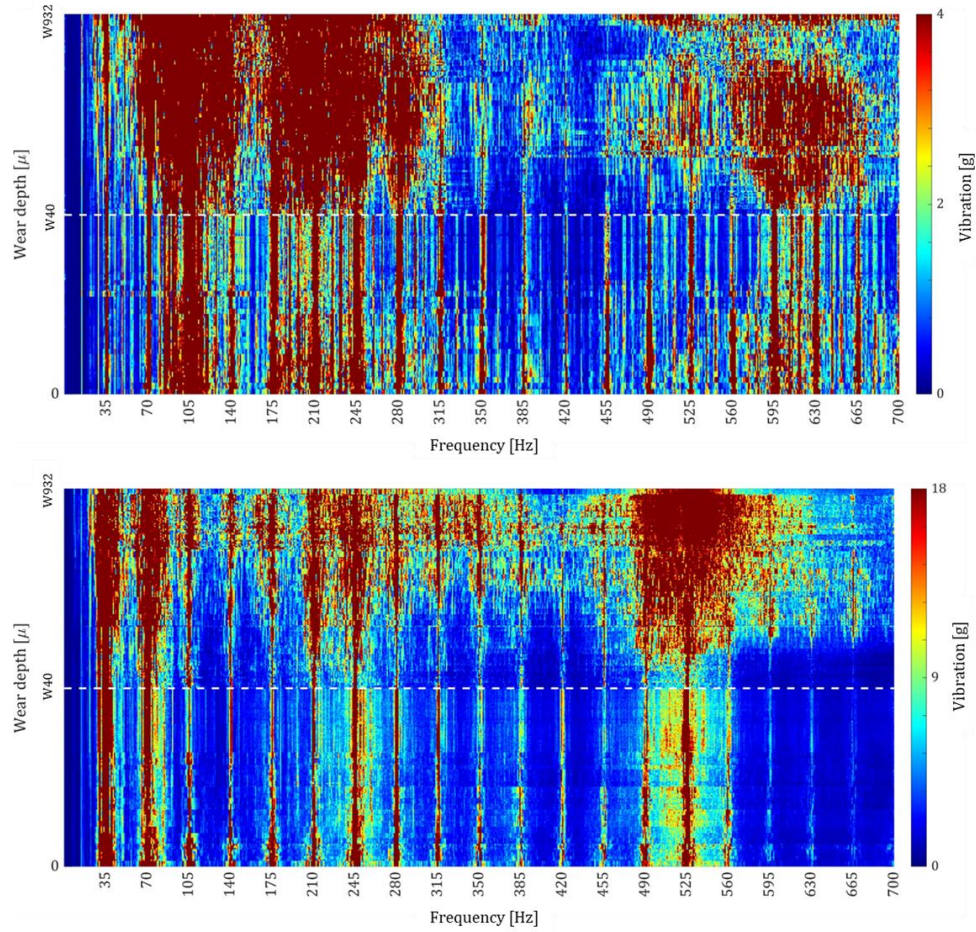 W932
Wear depth [μ]
W40
0
35 70 105 140 175 210 245 280 315 350 385 420 455 490 525 560 595 630 665 700
Frequency [Hz]
4
2
0
Vibration [g]
W932
Wear depth [μ]
W40
0
35 70 105 140 175 210 245 280 315 350 385 420 455 490 525 560 595 630 665 700
Frequency [Hz]
18
9
0
Vibration [g]